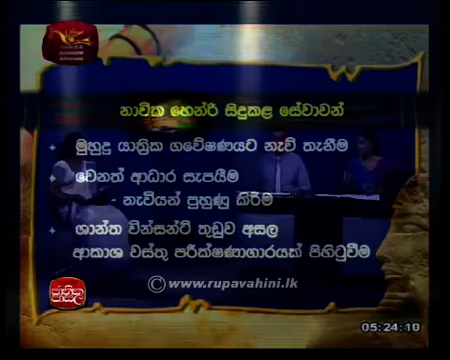 නාවික හෙන්රි සිදුකළ සේවාවන්
මුහුදු යාත්‍රික ගවේෂණයට නැව් තැනීම
වෙනත් ආධාර සැපයීම
- නැවියන් පුහුණු කිරීම
ශාන්ත වින්සන්ට් තුඩුව අසල
ආකාශ වස්තු පරීක්ෂණාගාරයක් පිහිටුවීම
© www.rupavahini.lk
05:24:10